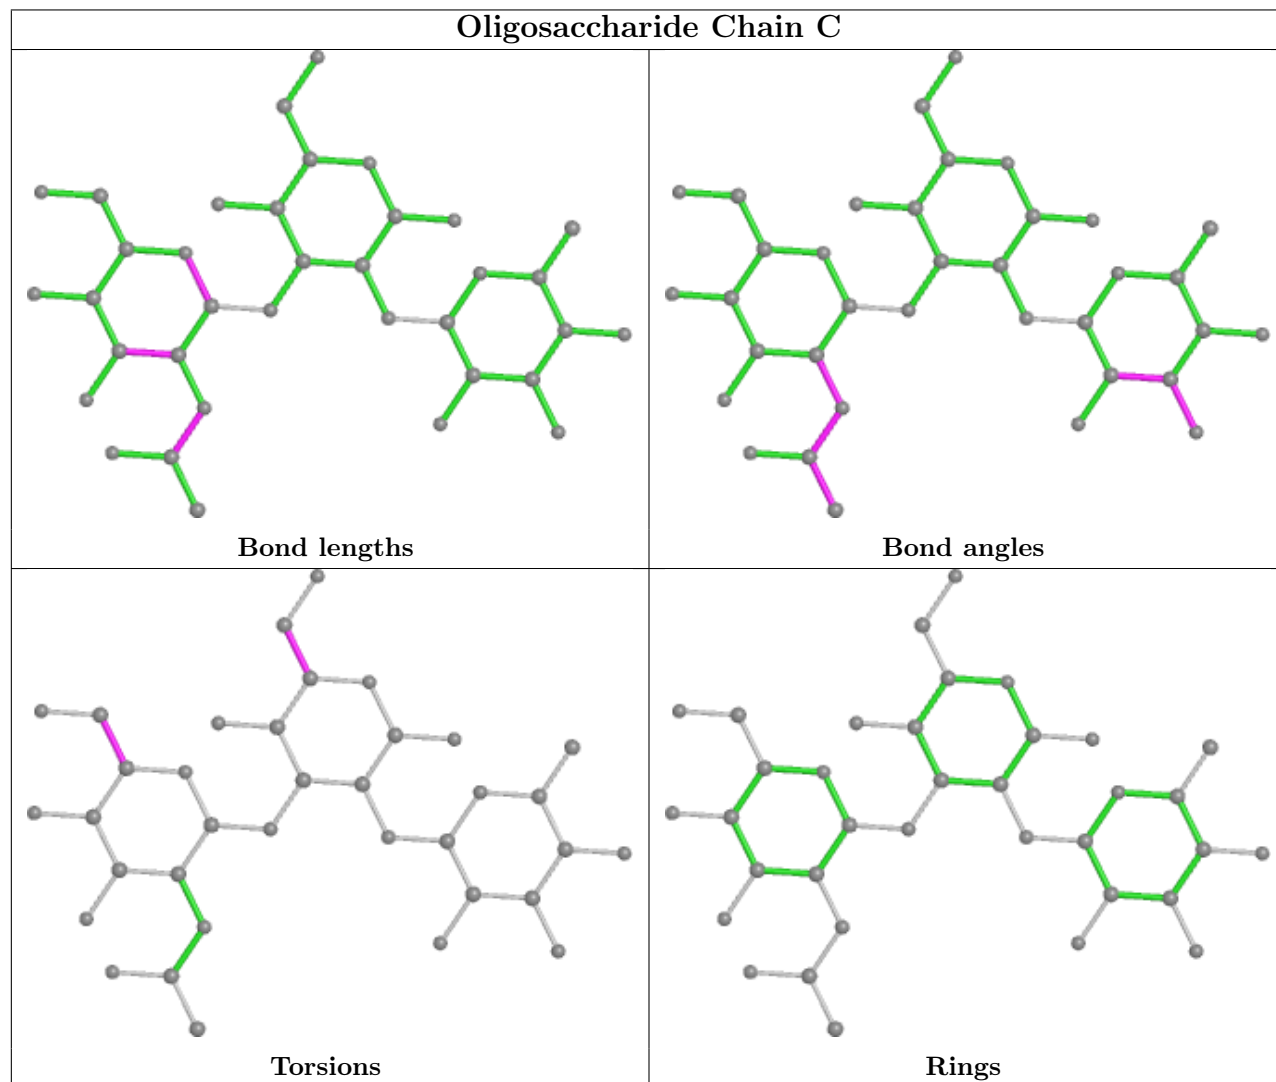 Oligosaccharide Chain C
Bond lengths
Bond angles
Torsions
Rings